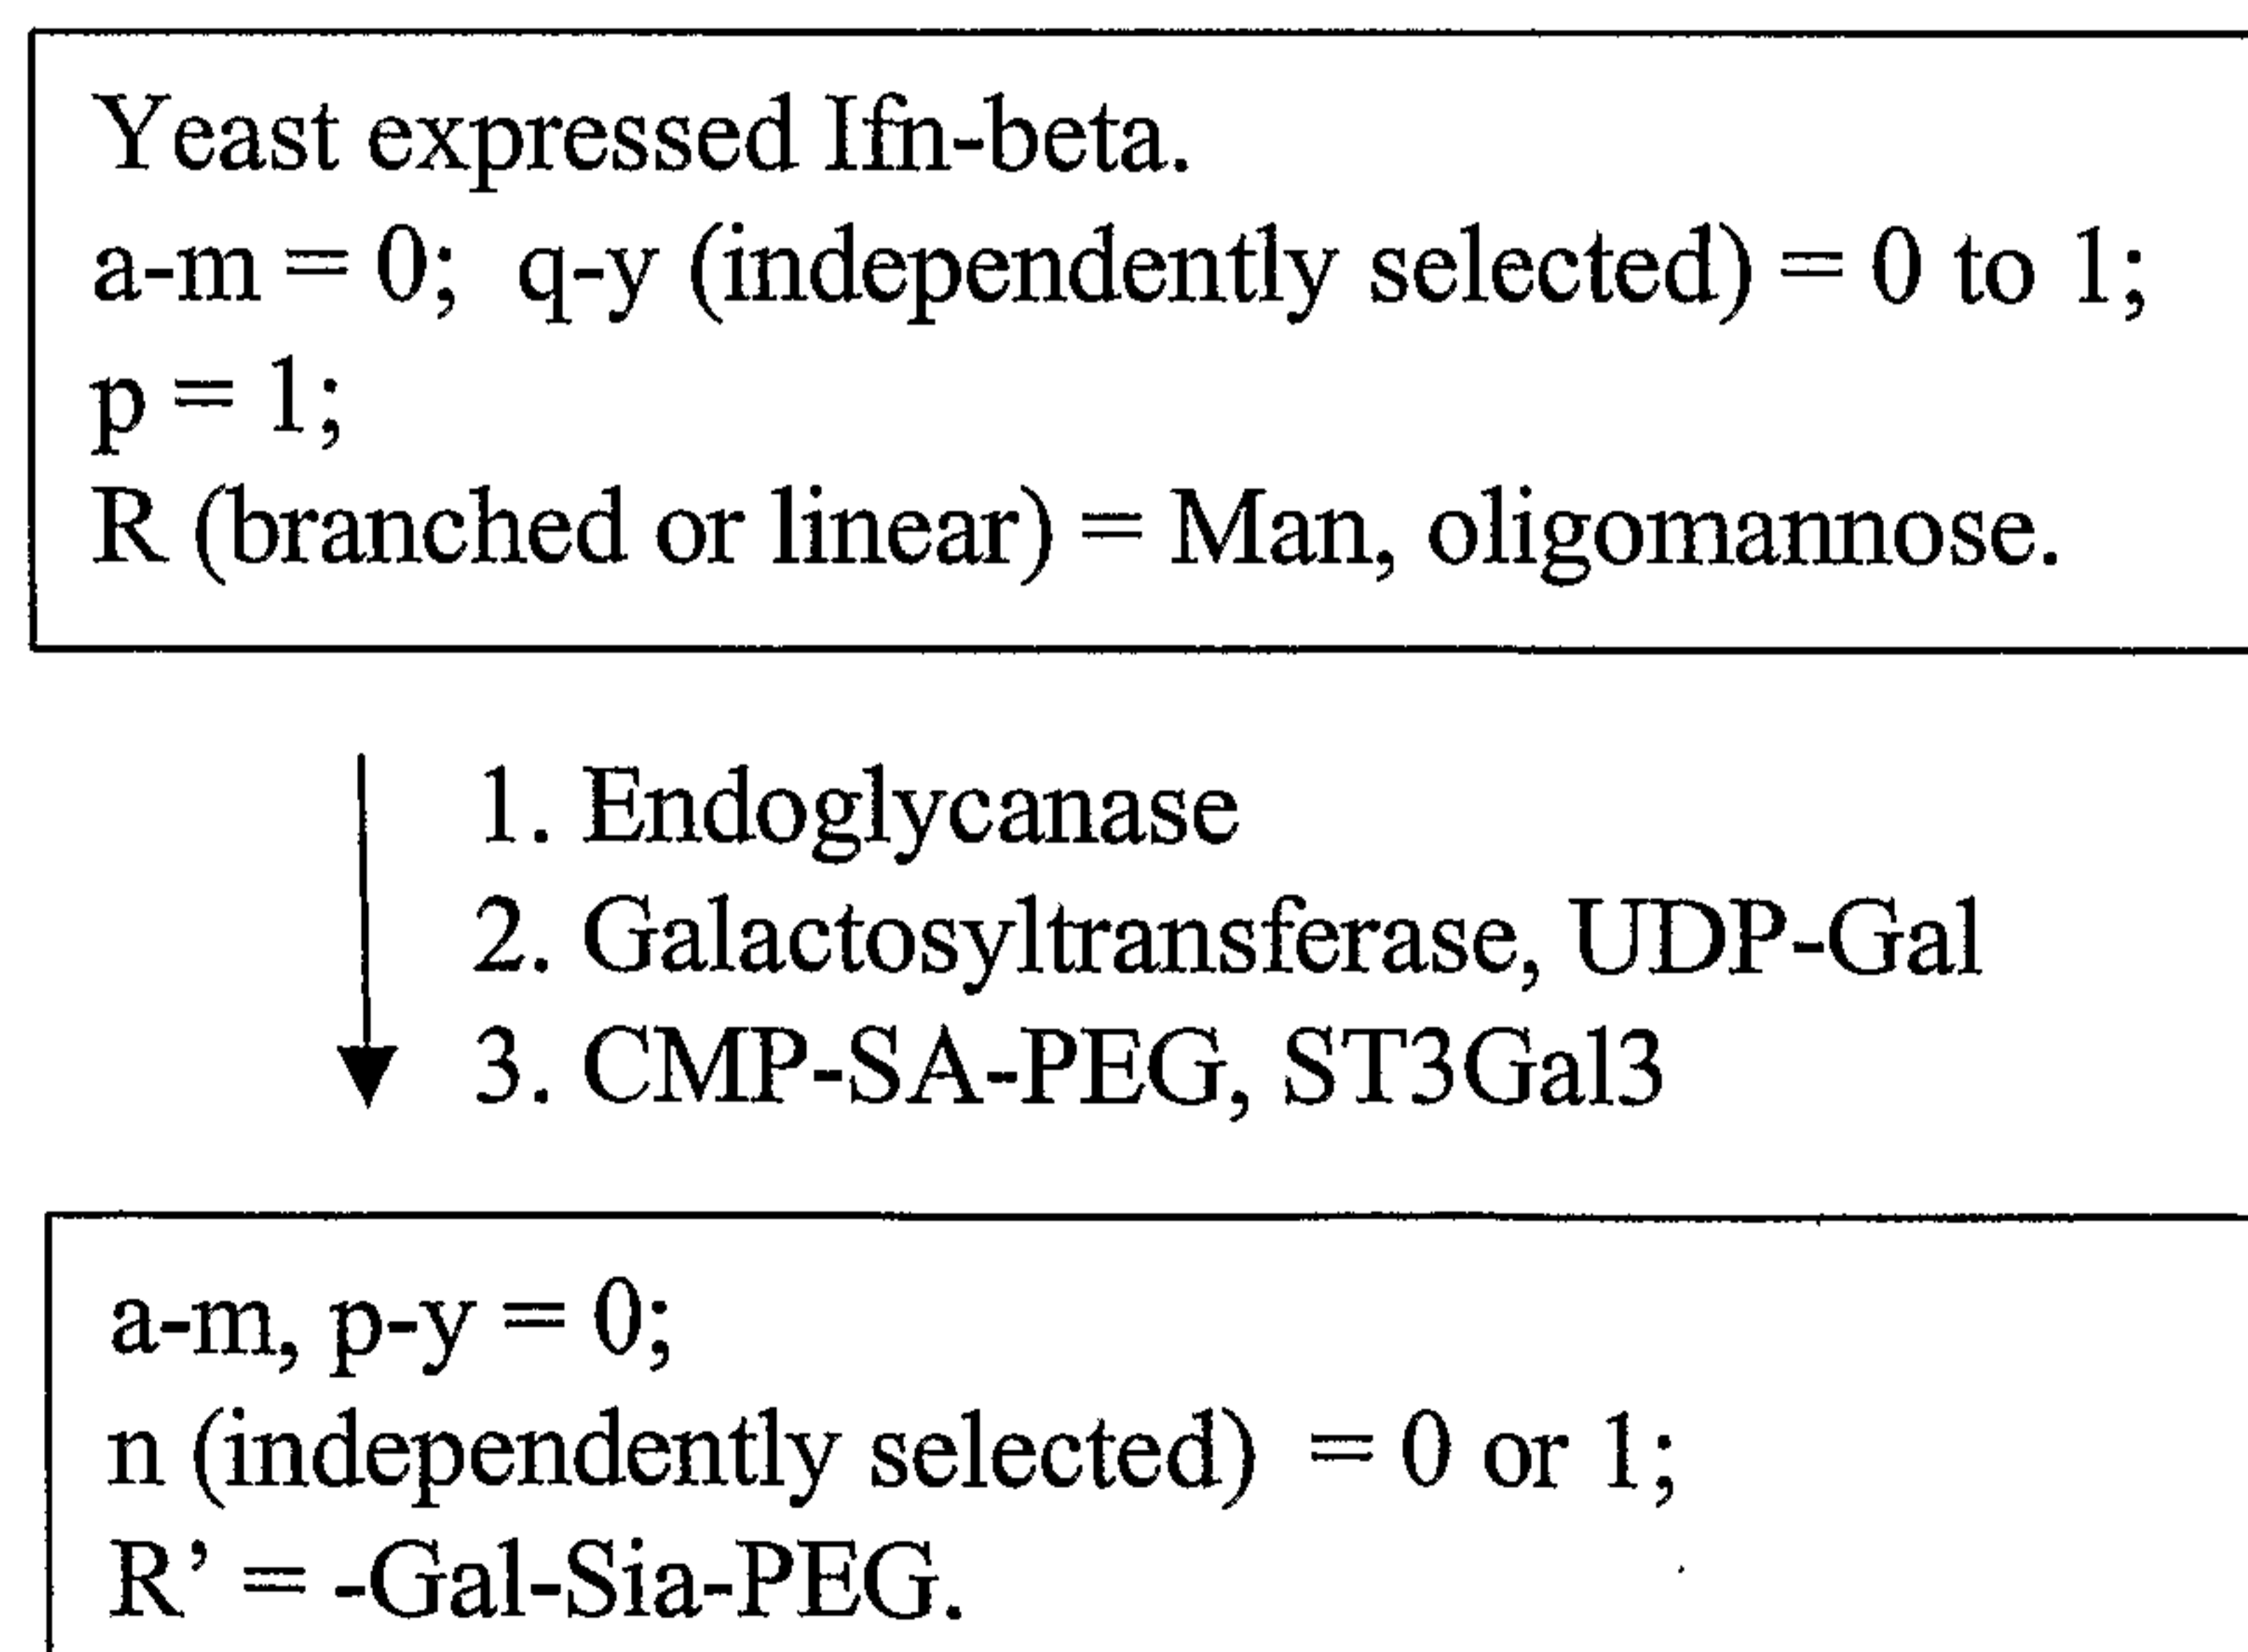 Yeast expressed Ifn-beta.
a-m = 0; q-y (independently selected) = 0 to 1;
p = 1;
R (branched or linear) = Man, oligomannose.
1. Endoglycanase
2. Galactosyltransferase, UDP-Gal
3. CMP-SA-PEG, ST3Gal3
a-m, p-y = 0;
n (independently selected) = 0 or 1;
R’ = -Gal-Sia-PEG.